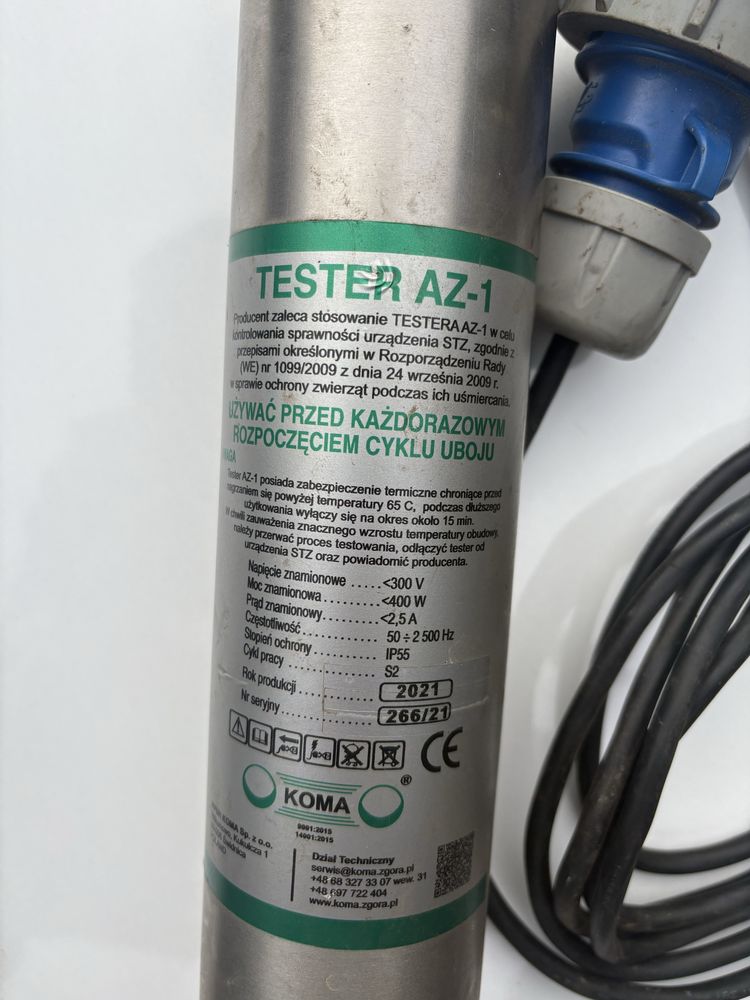 TESTER AZ-1
Producent zaleca stosowanie TESTERA AZ-1 w celu
kontrolowania sprawności urządzenia STZ, zgodnie z
przepisami określonymi w Rozporządzeniu Rady
(WE) nr 1099/2009 z dnia 24 września 2009 r.
w sprawie ochrony zwierząt podczas ich uśmiercania.
UŻYWAĆ PRZED KAŻDORAZOWYM
ROZPOCZĘCIEM CYKLU UBOJU
WAGA
Tester AZ-1 posiada zabezpieczenie termiczne chroniące przed
nagrzaniem się powyżej temperatury 65 C, podczas dłuższego
użytkowania wyłączy się na okres około 15 min.
W chwili zauważenia znacznego wzrostu temperatury obudowy,
należy przerwać proces testowania, odłączyć tester od
urządzenia STZ oraz powiadomić producenta.
Napięcie znamionowe .....<300 V
Moc znamionowa..........<400 W
Prąd znamionowy..........<2,5 A
Częstotliwość .............. 50 ÷ 2 500 Hz
Stopień ochrony .......... IP55
Cykl pracy ................. S2
Rok produkcji .............. 2021
Nr seryjny................... 266/21
CE
KOMA ®
9001:2015
14001:2015
KOMA Sp. z o.o.
Kukułcza 1
Świdnica
Dział Techniczny
serwis@koma.zgora.pl
+48 68 327 33 07 wew. 31
+48 697 722 404
www.koma.zgora.pl